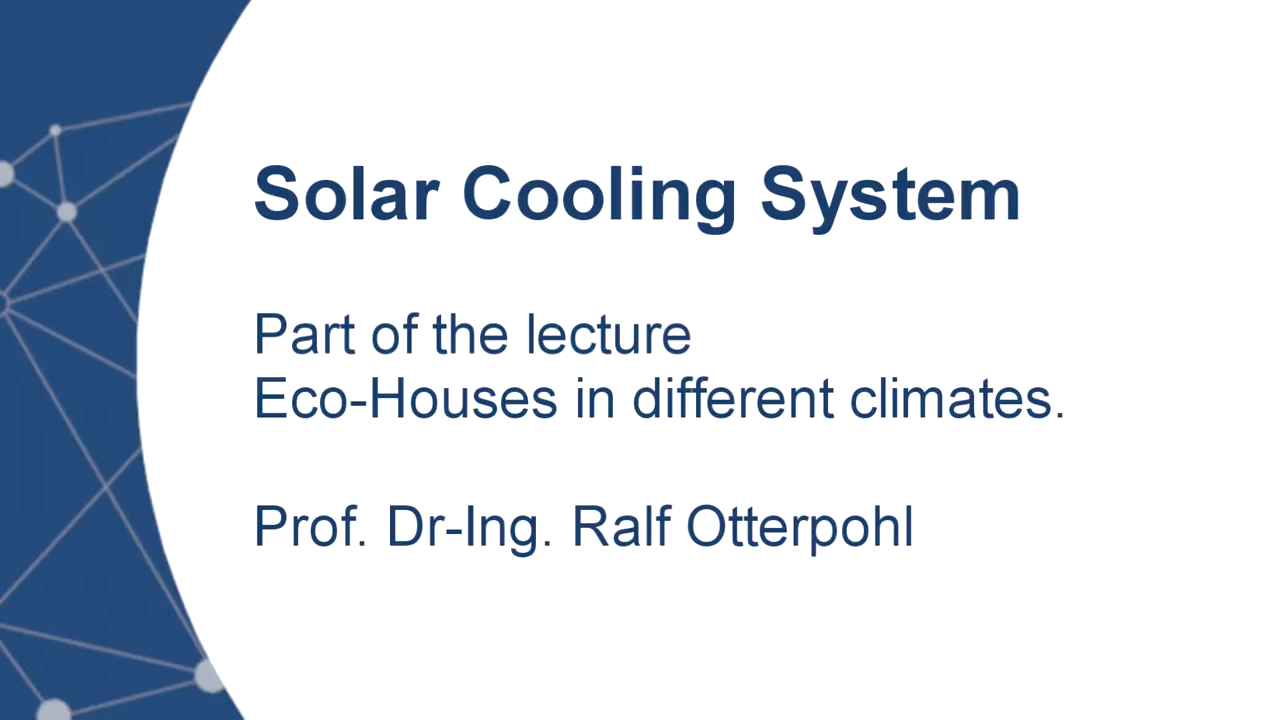 Solar Cooling System
Part of the lecture
Eco-Houses in different climates.
Prof. Dr-Ing. Ralf Otterpohl